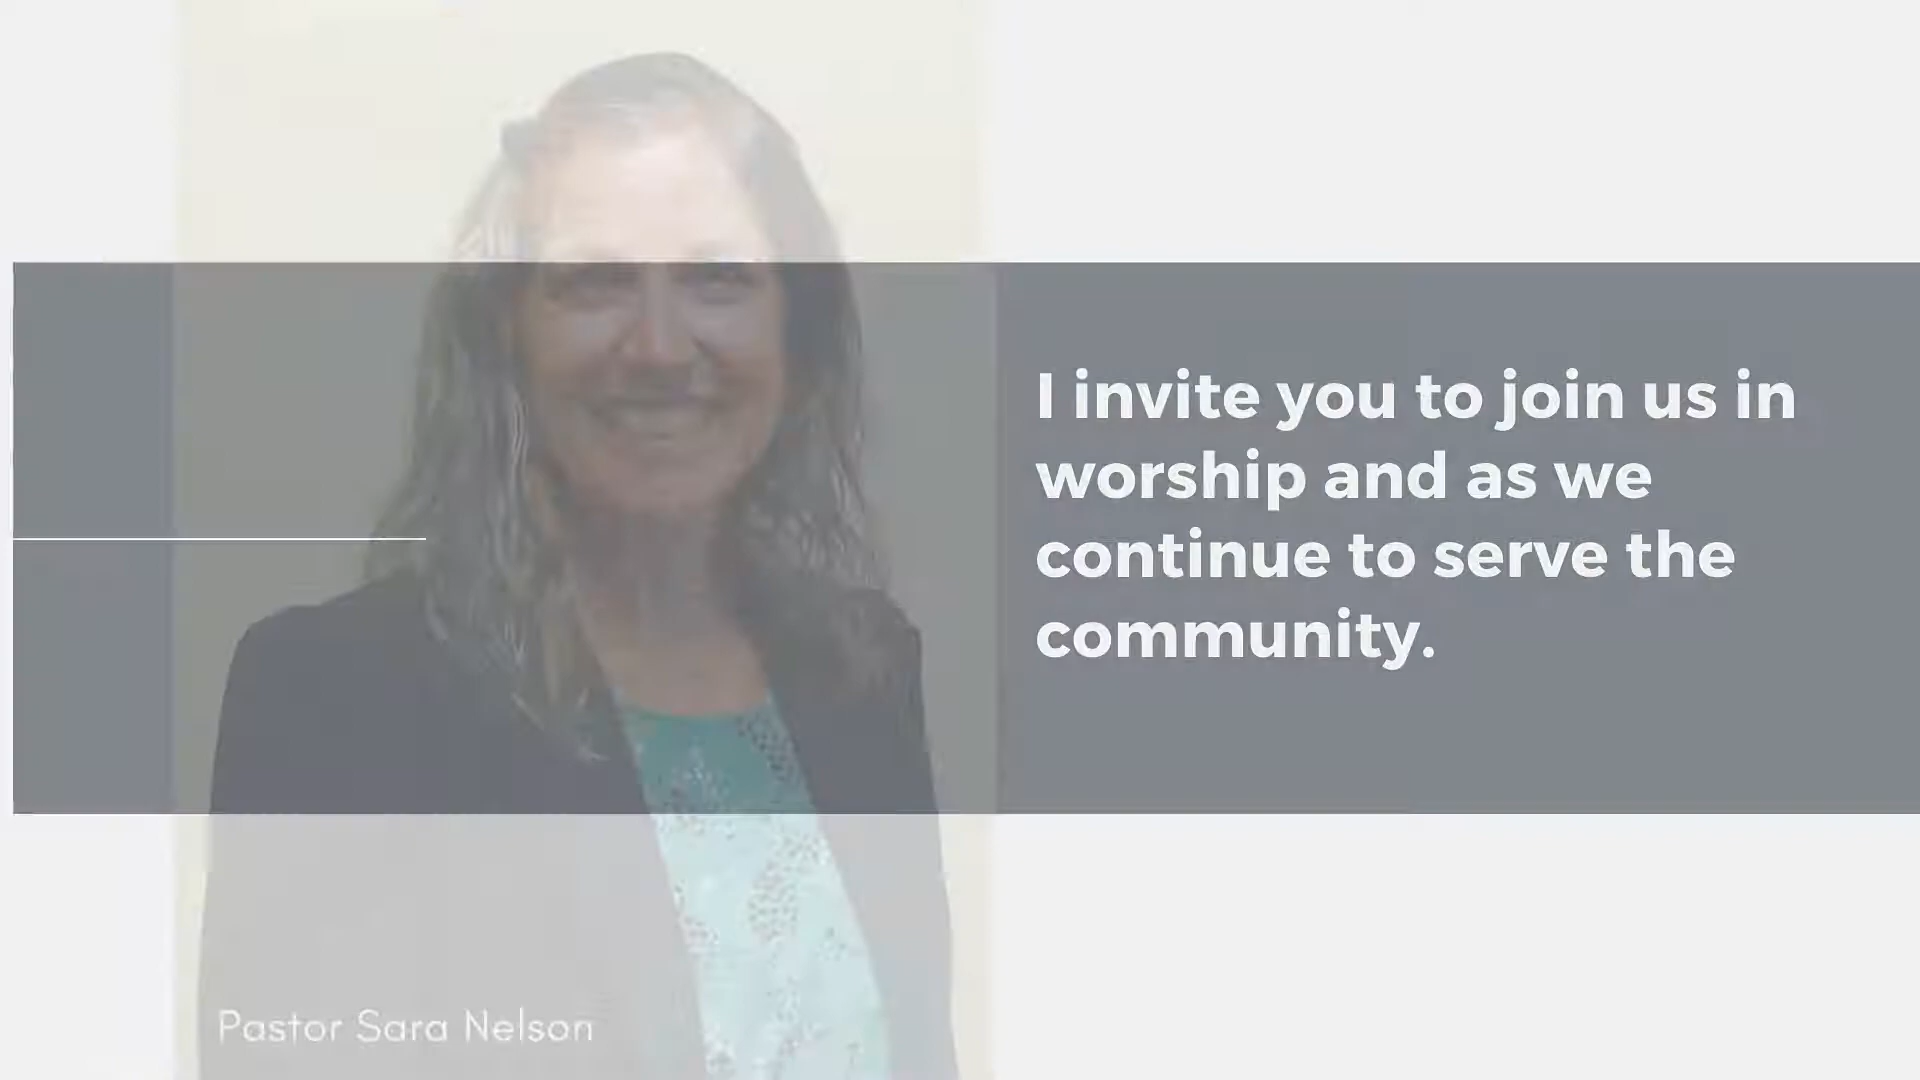 I invite you to join us in
worship and as we
continue to serve the
community.
Pastor Sara Nelson